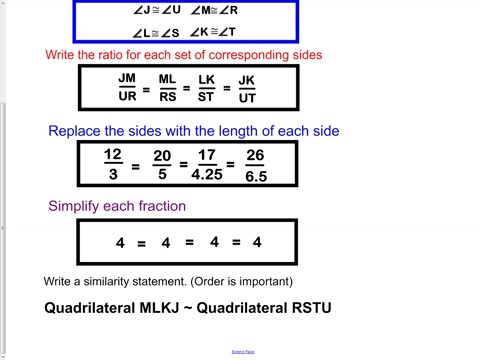 ∠J ≅ ∠U ∠M ≅ ∠R
∠L ≅ ∠S ∠K ≅ ∠T
Write the ratio for each set of corresponding sides
JM/UR = ML/RS = LK/ST = JK/UT
Replace the sides with the length of each side
12/3 = 20/5 = 17/4.25 = 26/6.5
Simplify each fraction
4 = 4 = 4 = 4
Write a similarity statement. (Order is important)
Quadrilateral MLKJ ~ Quadrilateral RSTU
Extend Page